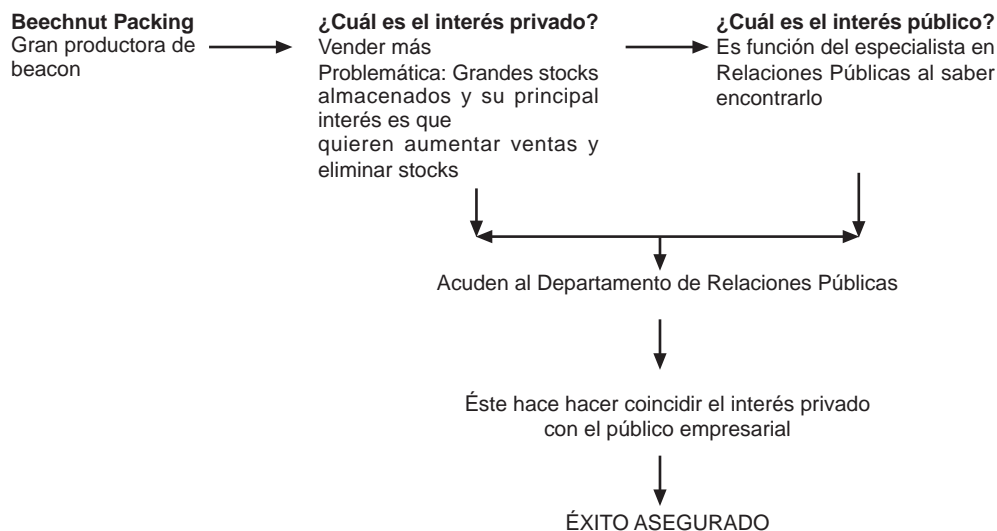 Beechnut Packing
Gran productora de
beacon
¿Cuál es el interés privado?
Vender más
Problemática: Grandes stocks
almacenados y su principal
interés es que
quieren aumentar ventas y
eliminar stocks
¿Cuál es el interés público?
Es función del especialista en
Relaciones Públicas al saber
encontrarlo
Acuden al Departamento de Relaciones Públicas
Éste hace hacer coincidir el interés privado
con el público empresarial
ÉXITO ASEGURADO